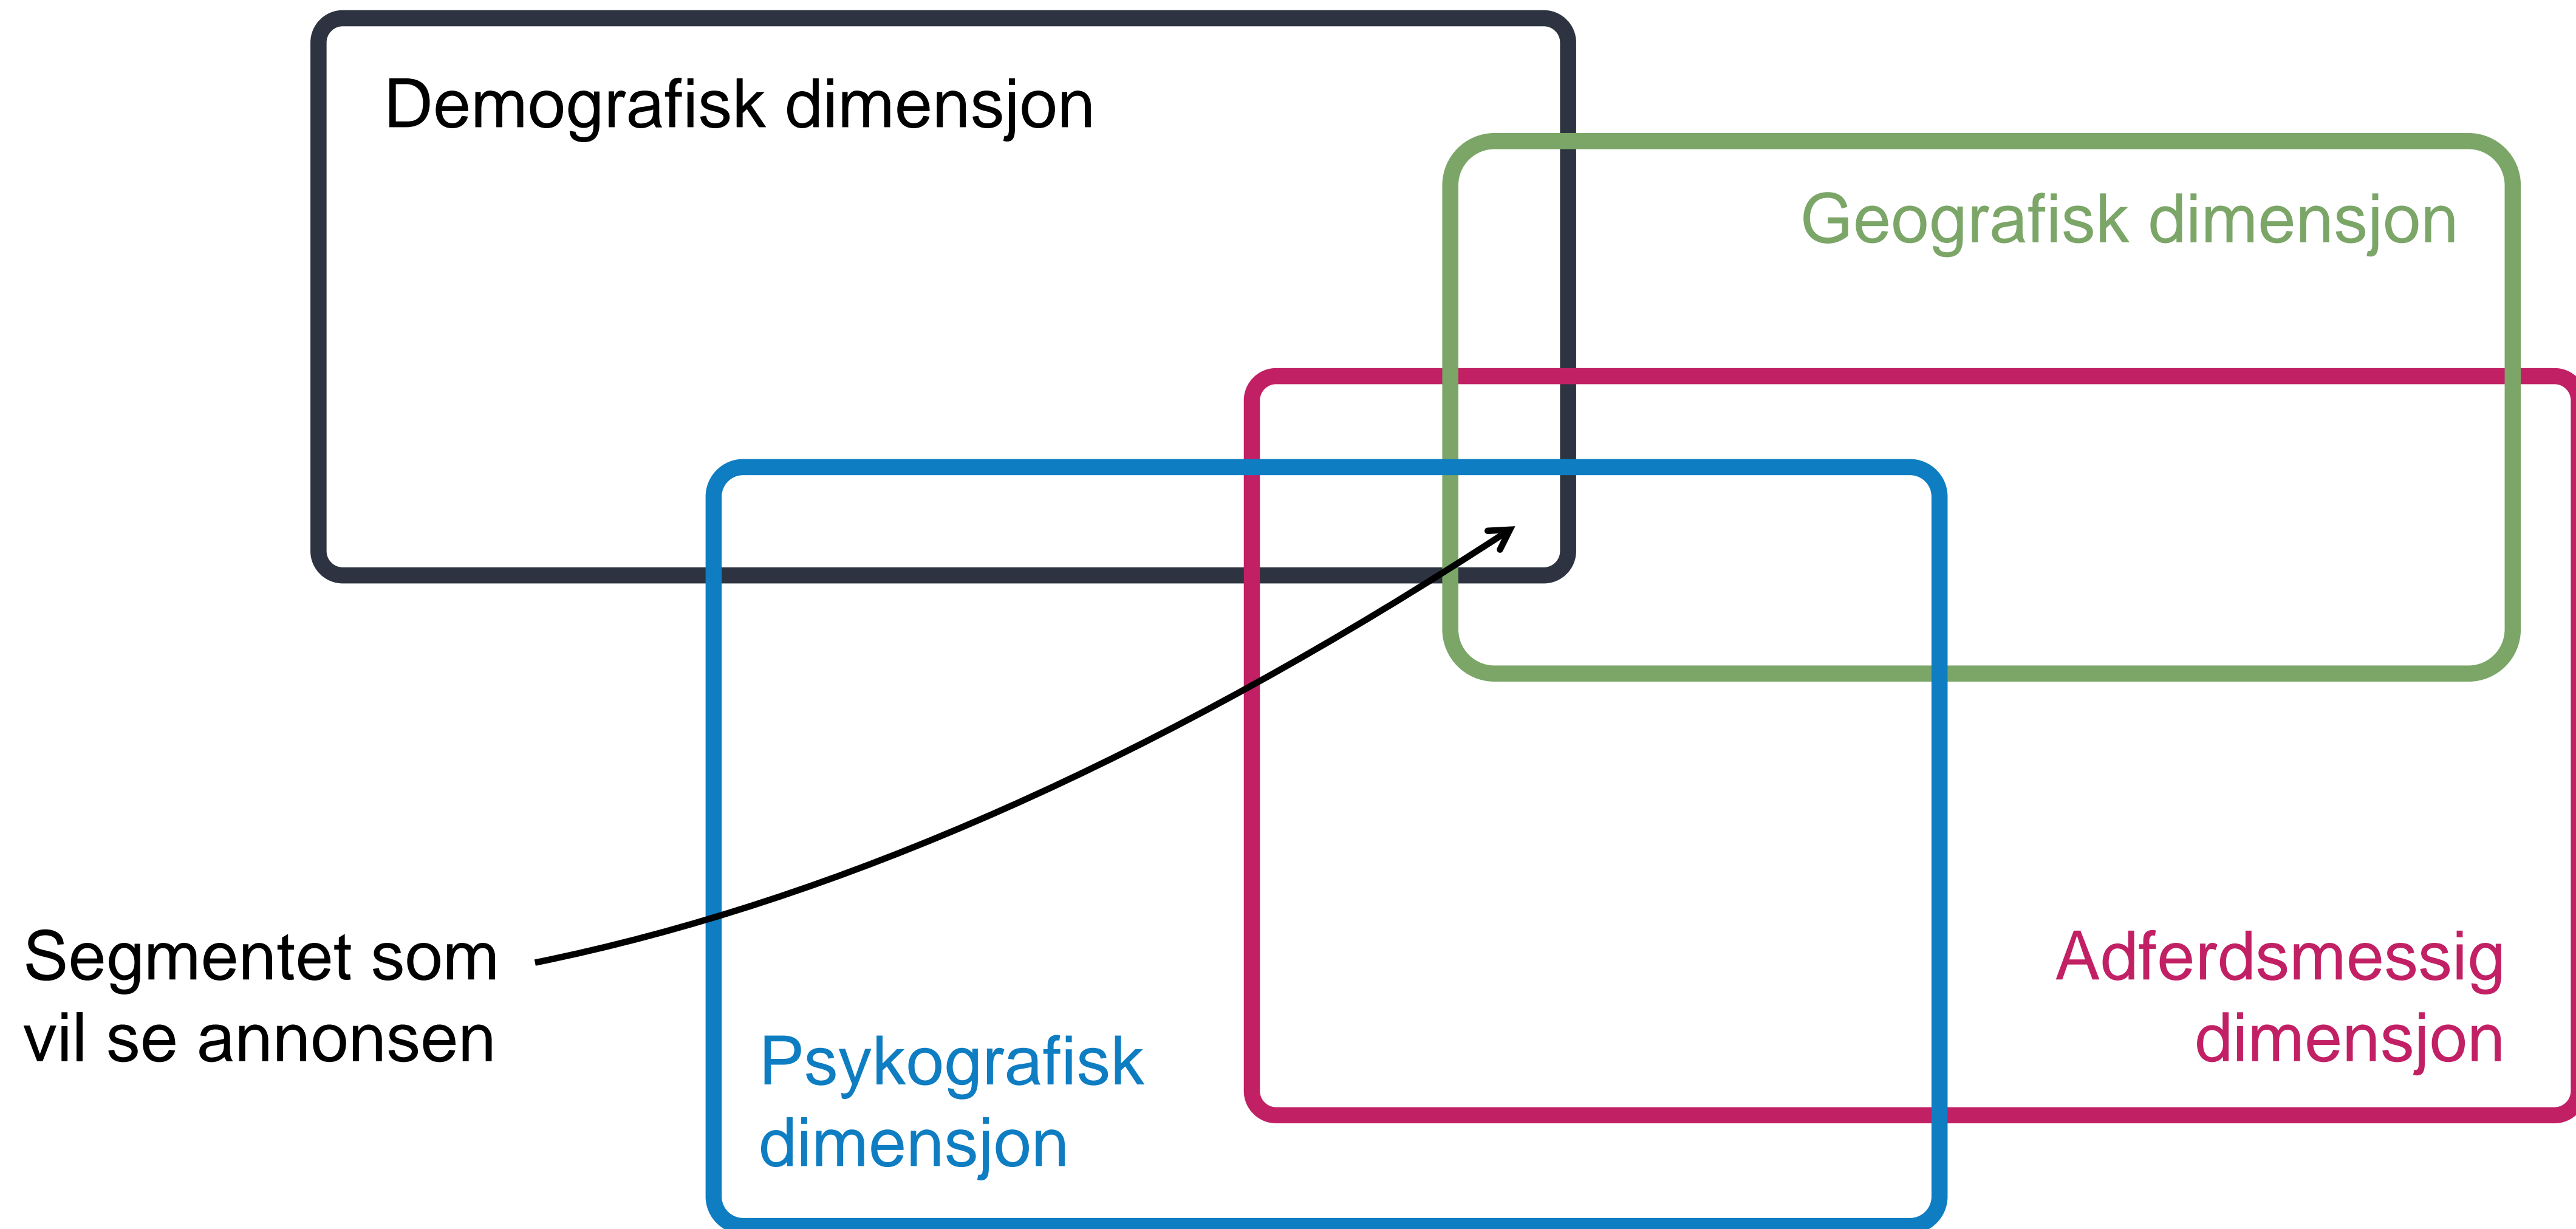 Demografisk dimensjon
Geografisk dimensjon
Segmentet som
vil se annonsen
Psykografisk
dimensjon
Adferdsmessig
dimensjon